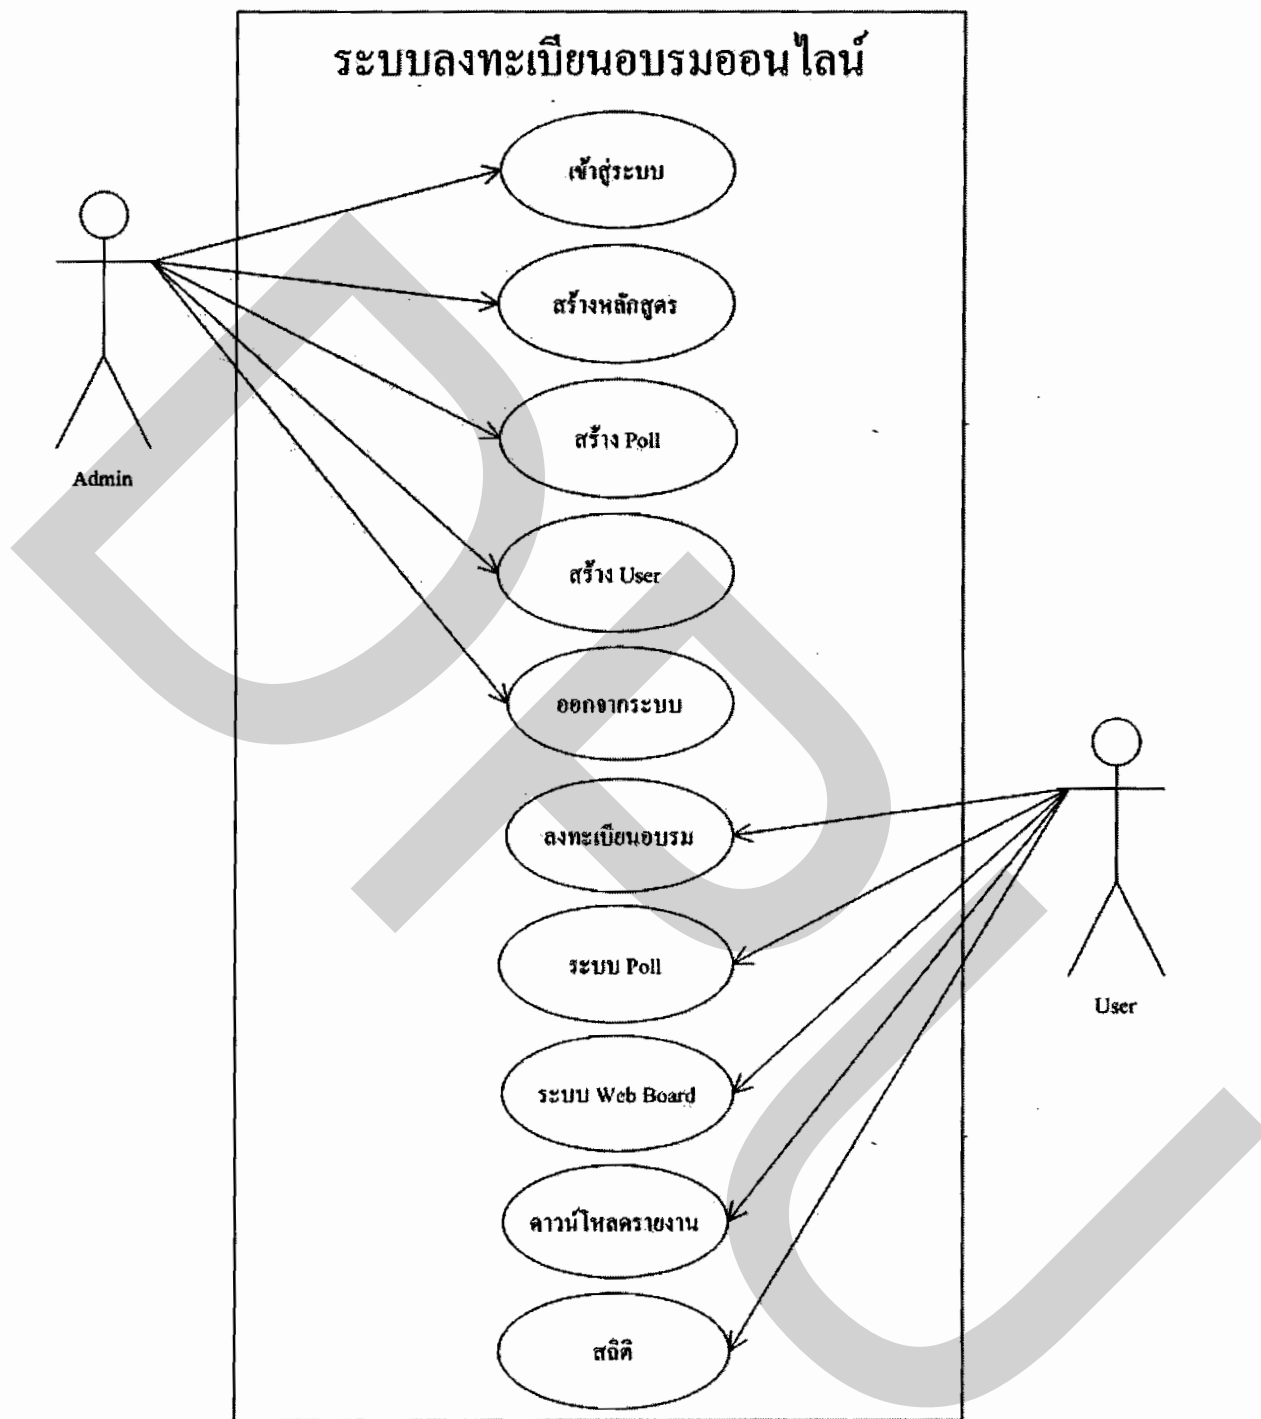 ระบบลงทะเบียนอบรมออนไลน์
เข้าสู่ระบบ
สร้างหลักสูตร
สร้าง Poll
Admin
สร้าง User
ออกจากระบบ
ลงทะเบียนอบรม
ระบบ Poll
User
ระบบ Web Board
ดาวน์โหลดรายงาน
สถิติ
DPU